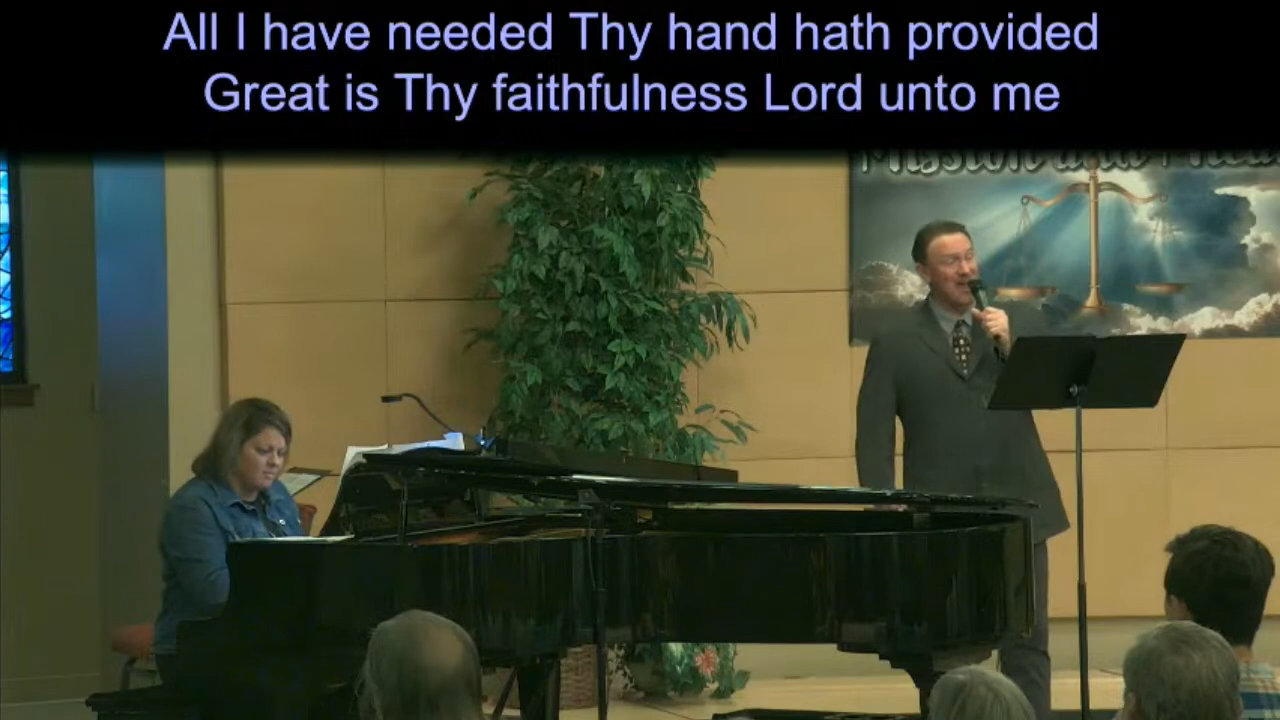 All I have needed Thy hand hath provided
Great is Thy faithfulness Lord unto me